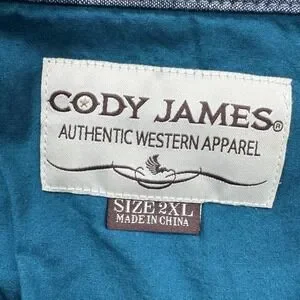 CODY JAMES®
AUTHENTIC WESTERN APPAREL
SIZE 2XL
MADE IN CHINA